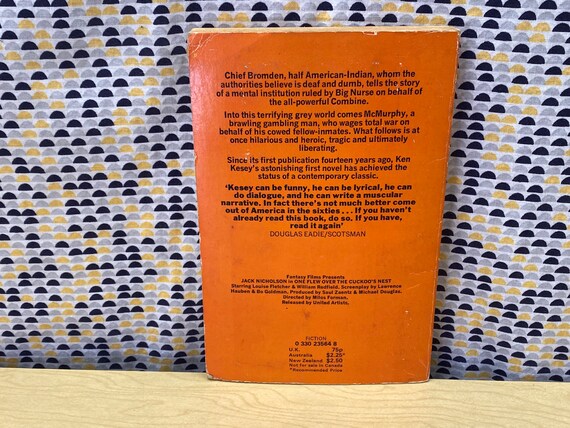 Chief Bromden, half American-Indian, whom the
authorities believe is deaf and dumb, tells the story
of a mental institution ruled by Big Nurse on behalf of
the all-powerful Combine.
Into this terrifying grey world comes McMurphy, a
brawling gambling man, who wages total war on
behalf of his cowed fellow-inmates. What follows is at
once hilarious and heroic, tragic and ultimately
liberating.
Since its first publication fourteen years ago, Ken
Kesey's astonishing first novel has achieved the
status of a contemporary classic.
'Kesey can be funny, he can be lyrical, he can
do dialogue, and he can write a muscular
narrative. In fact there's not much better come
out of America in the sixties . . . If you haven't
already read this book, do so. If you have,
read it again'
DOUGLAS EADIE/SCOTSMAN
Fantasy Films Presents
JACK NICHOLSON in ONE FLEW OVER THE CUCKOO'S NEST
Starring Louise Fletcher & William Redfield. Screenplay by Lawrence
Hauben & Bo Goldman. Produced by Saul Zaentz & Michael Douglas.
Directed by Milos Forman.
Released by United Artists.
FICTION
0 330 23564 8
U.K. 75p
Australia $2.25*
New Zealand $2.50
Not for sale in Canada
*Recommended Price